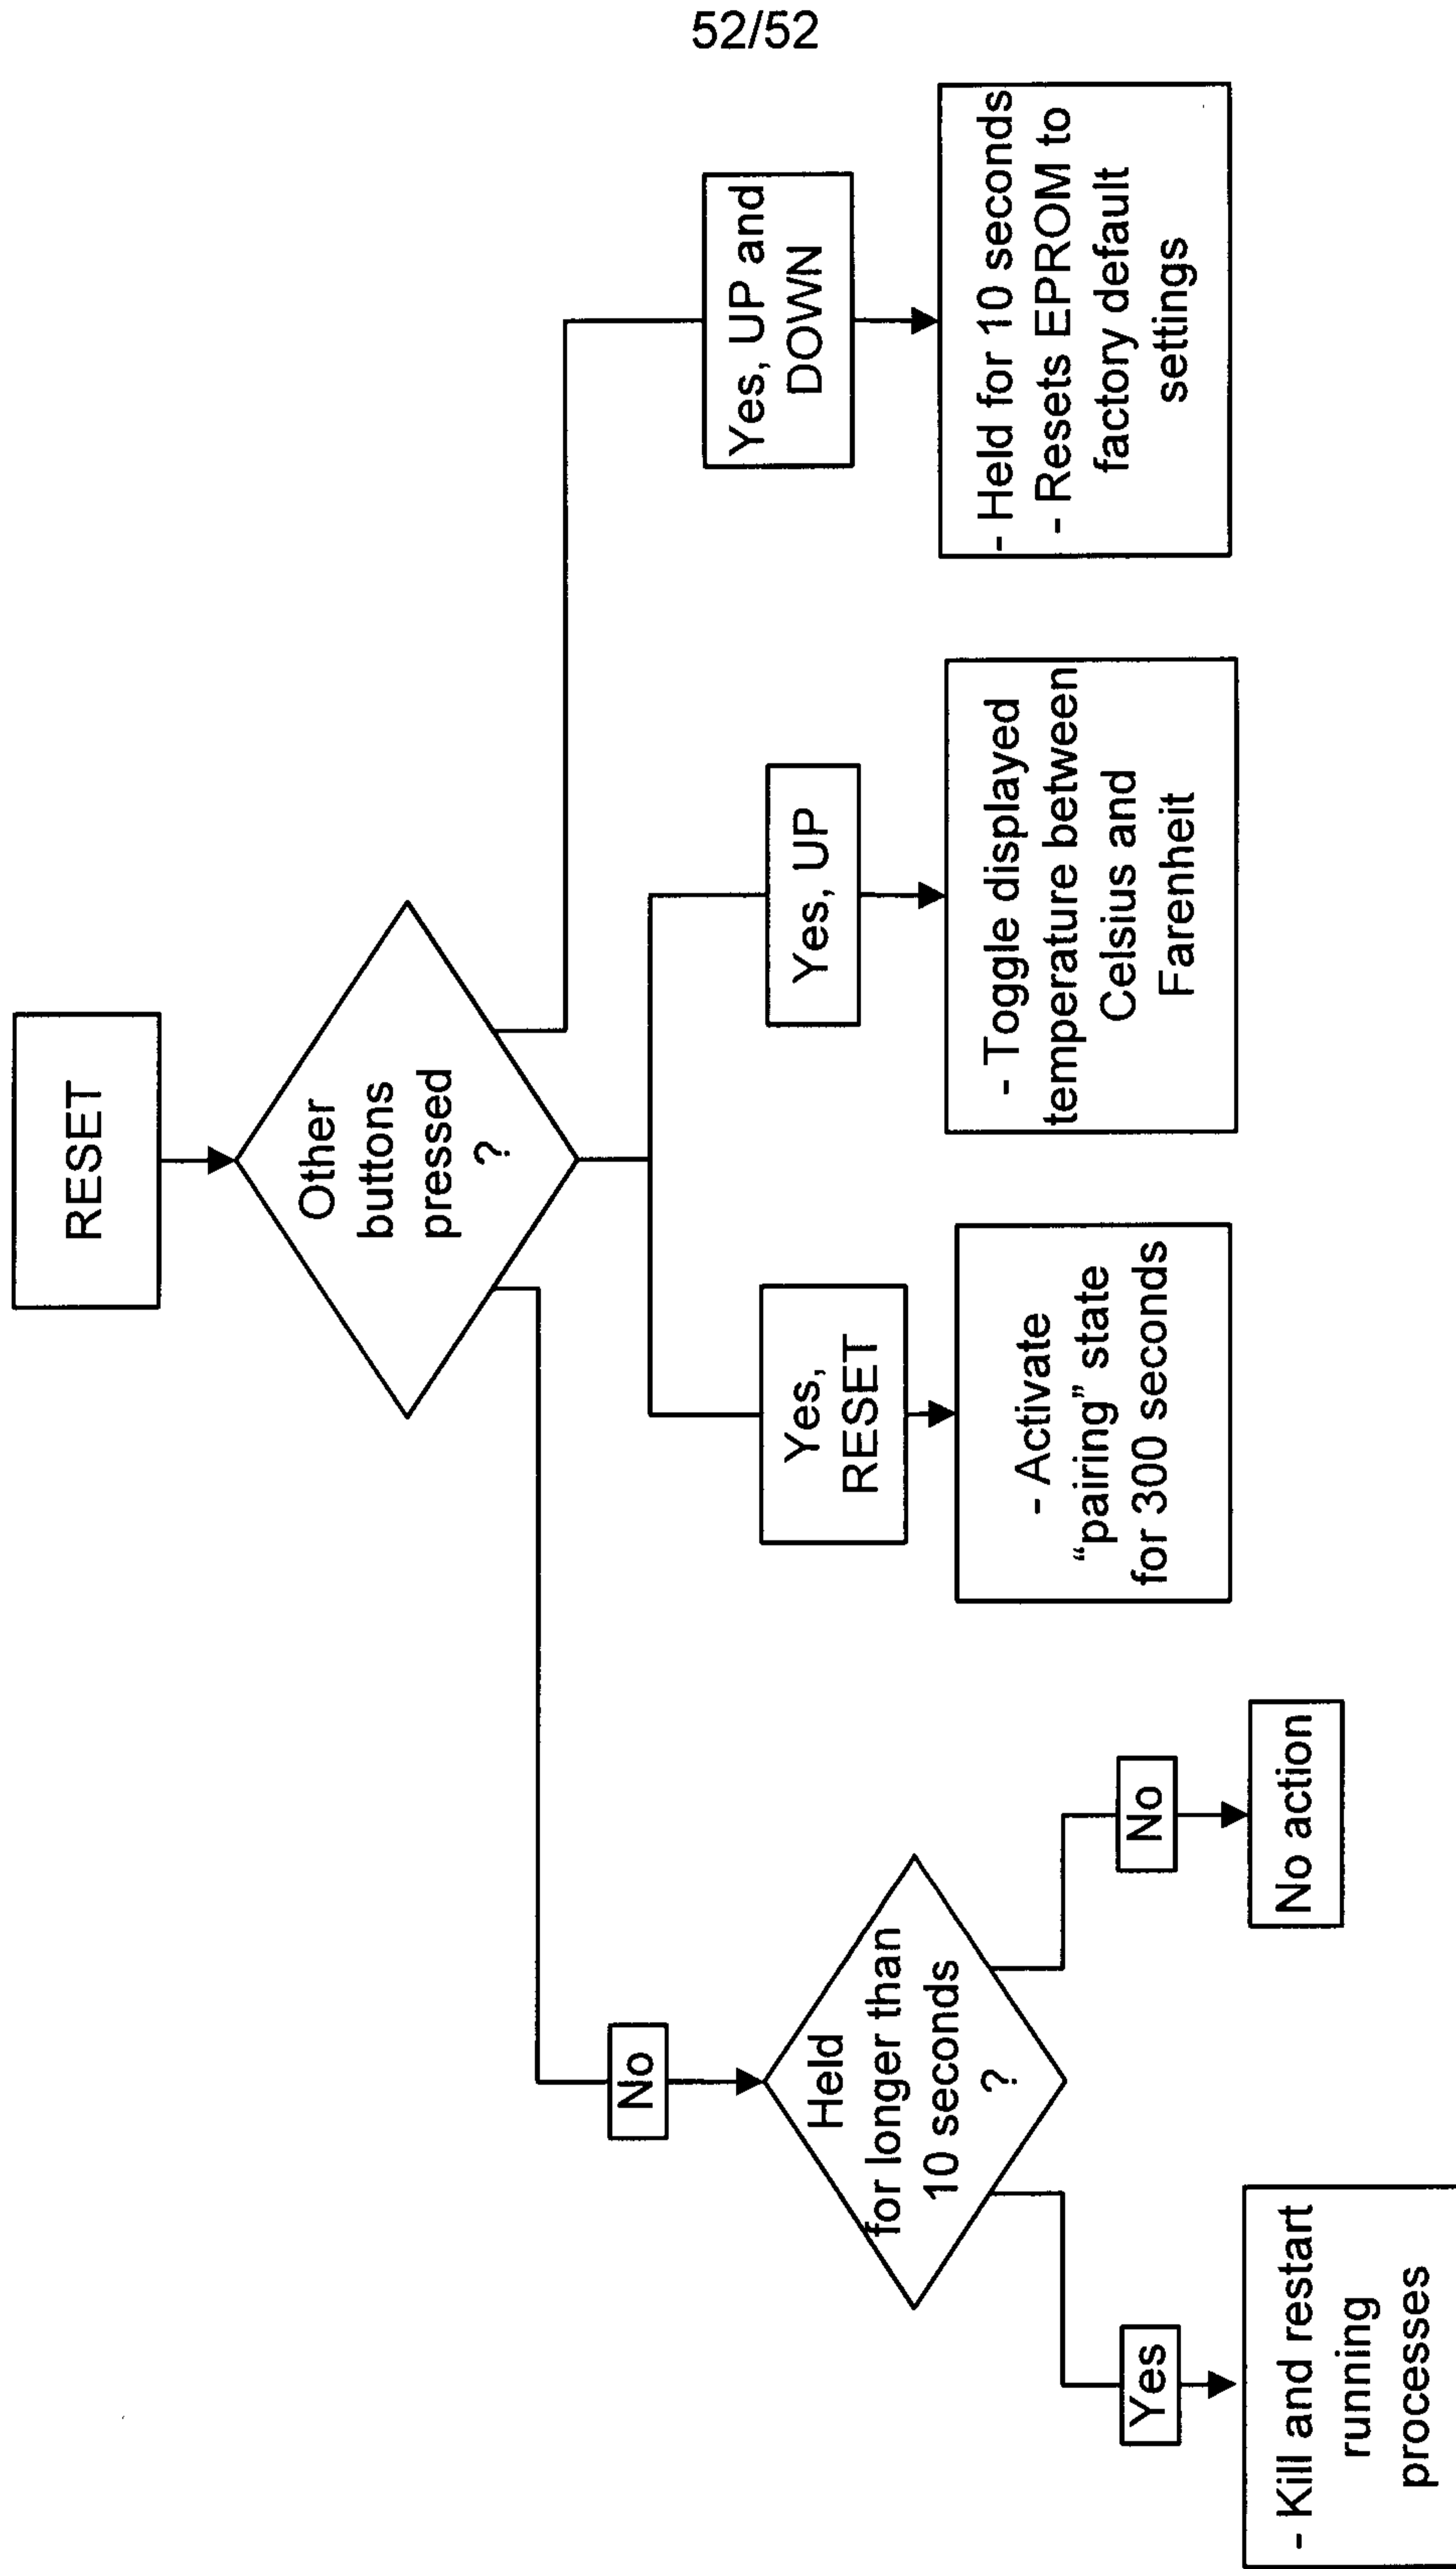 52/52
RESET
Other
buttons
pressed
?
No
Held
for longer than
10 seconds
?
Yes
- Kill and restart
running
processes
No
No action
Yes,
RESET
- Activate
“pairing” state
for 300 seconds
Yes, UP
- Toggle displayed
temperature between
Celsius and
Farenheit
Yes, UP and
DOWN
- Held for 10 seconds
- Resets EPROM to
factory default
settings